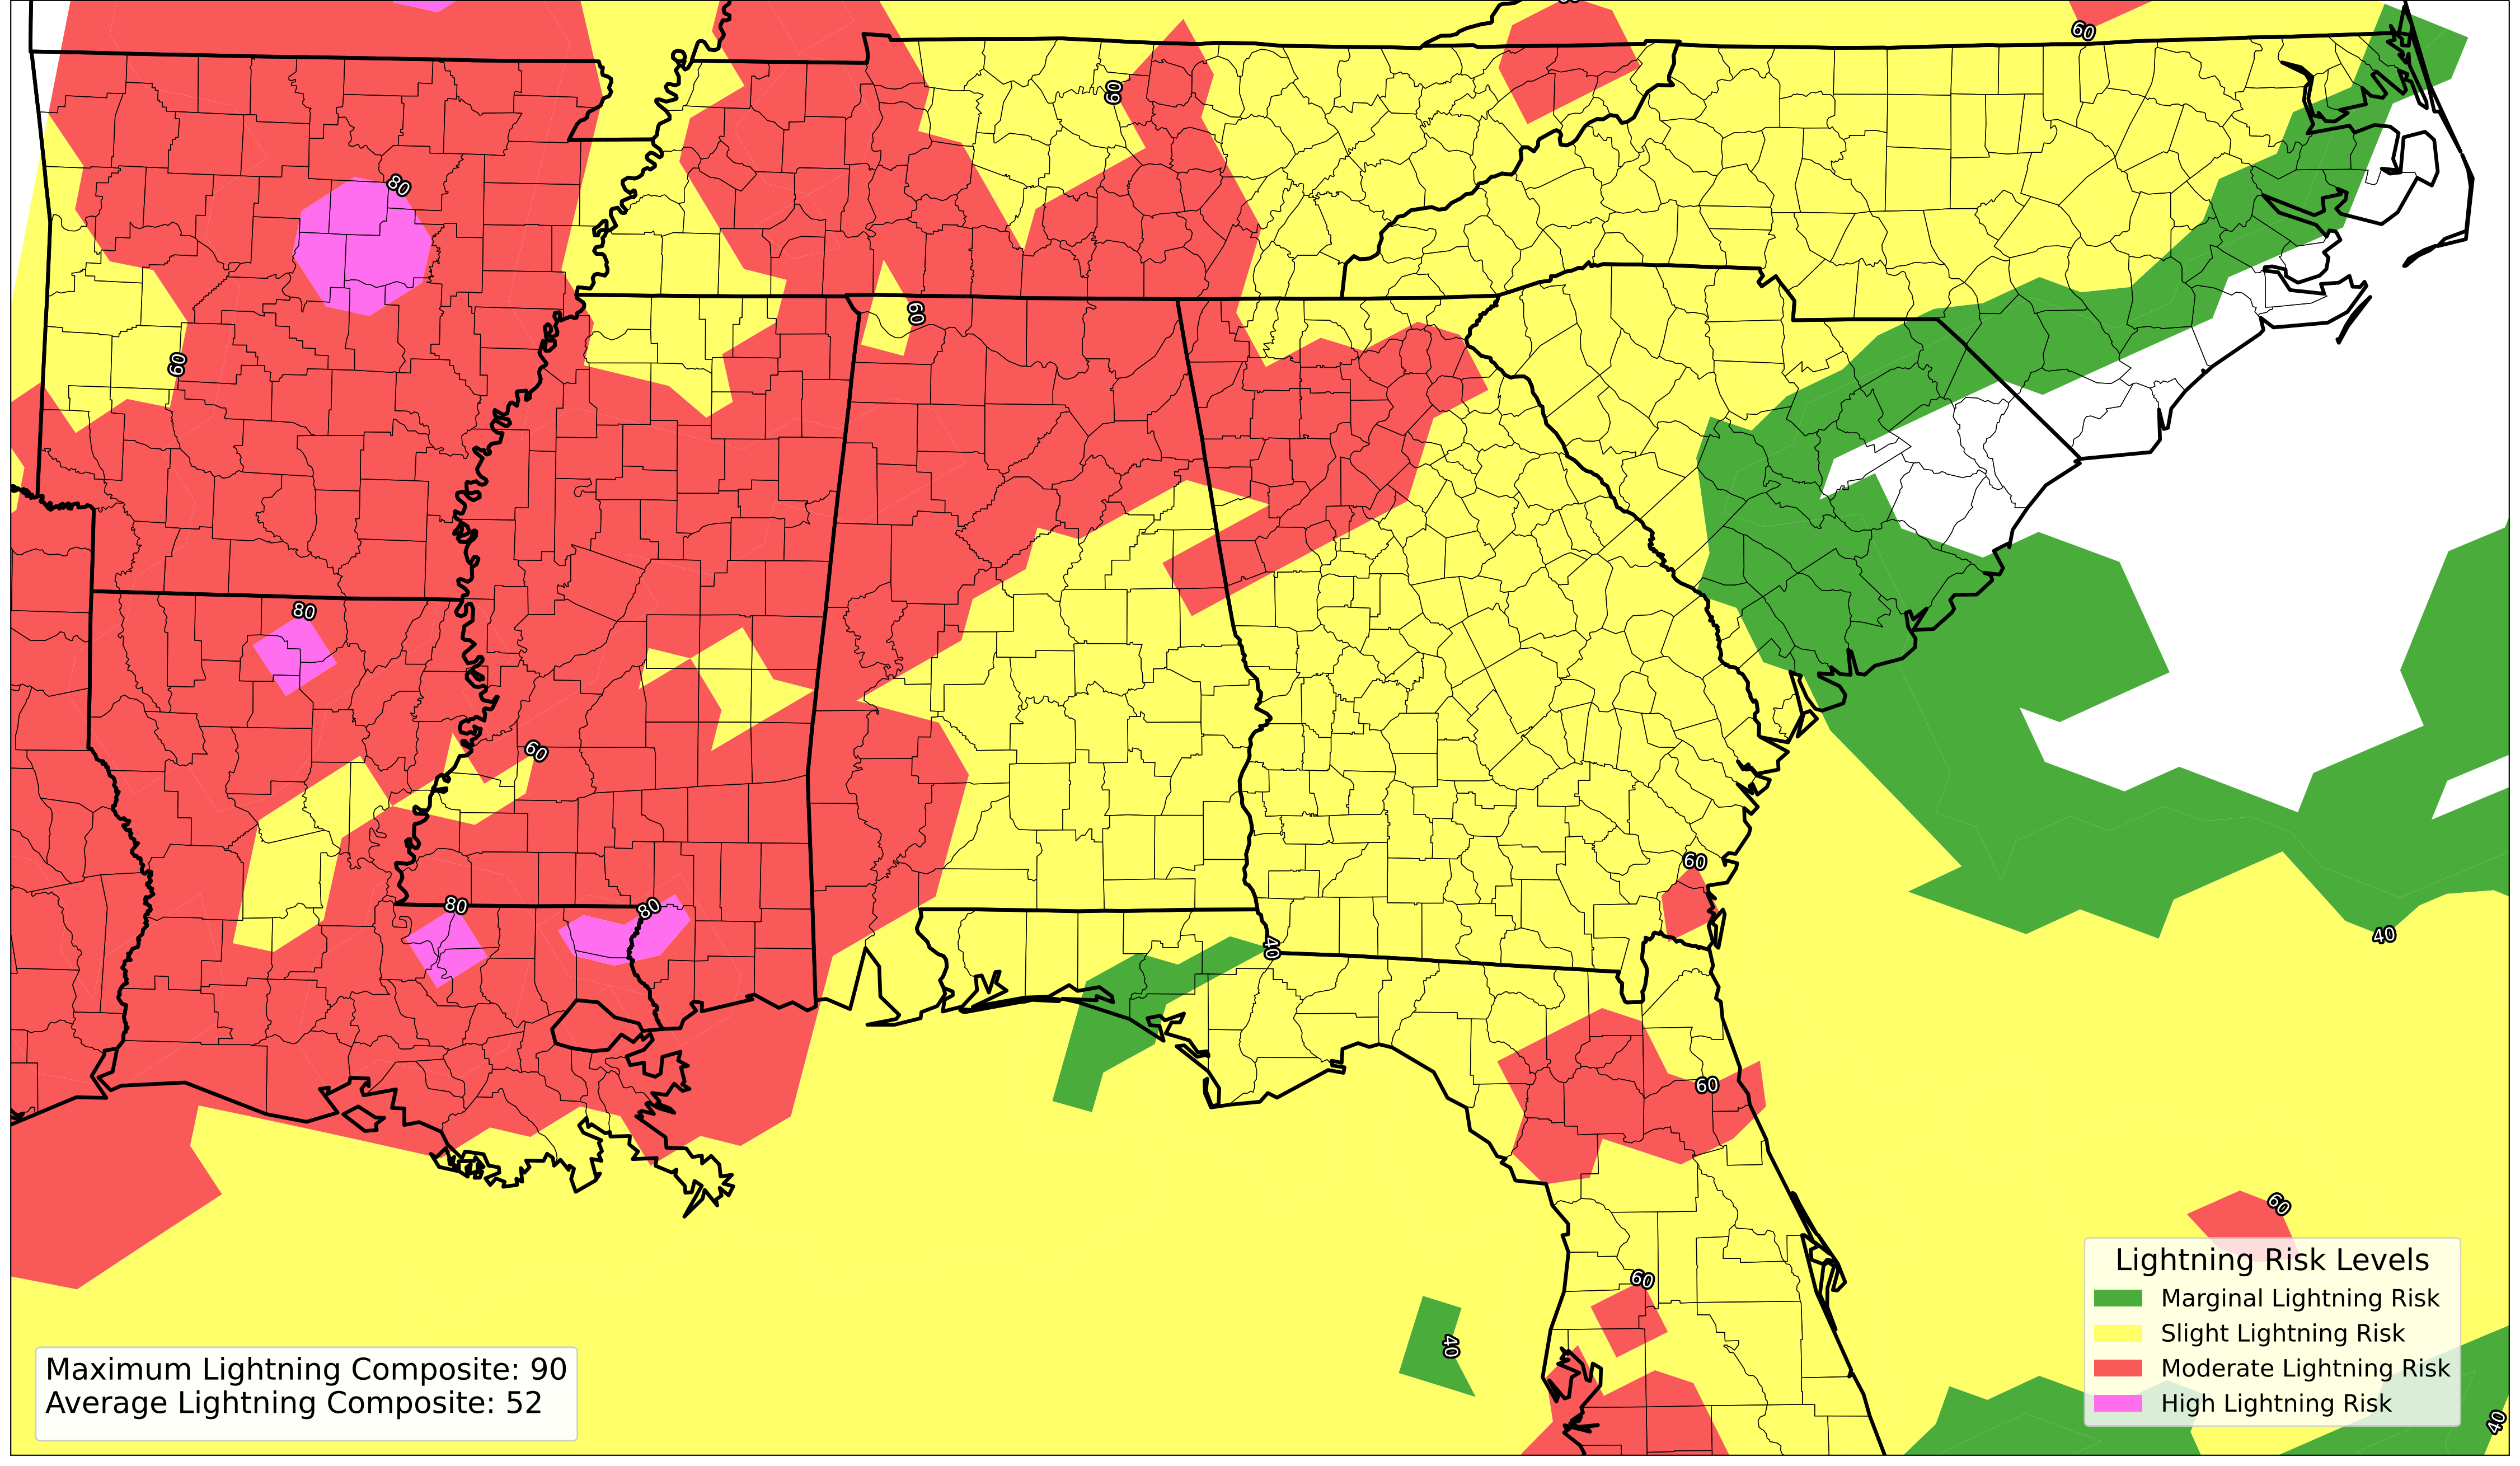 60
60
80
60
60
80
60
60
80
80
40
40
60
60
60
40
40
Lightning Risk Levels
Marginal Lightning Risk
Slight Lightning Risk
Moderate Lightning Risk
High Lightning Risk
Maximum Lightning Composite: 90
Average Lightning Composite: 52